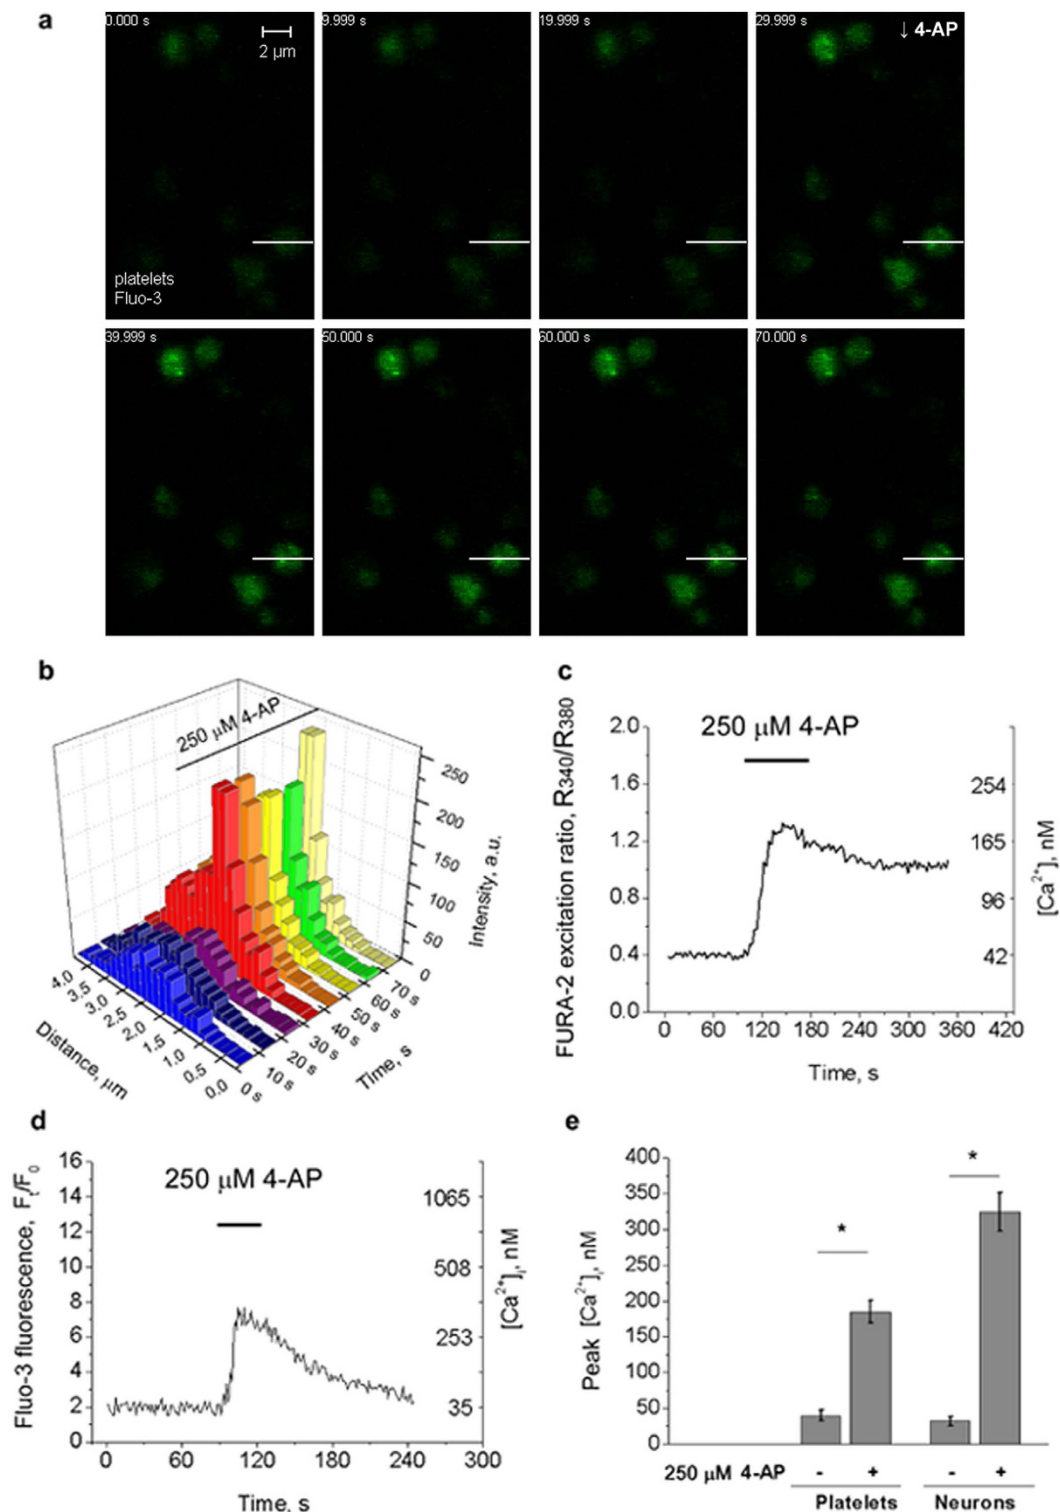 a
0.000 s
9.999 s
19.999 s
29.999 s
↓ 4-AP
2 µm
platelets
Fluo-3
39.999 s
50.000 s
60.000 s
70.000 s
b
250 µM 4-AP
250
200
150
100
50
0
Intensity, a.u.
4.0
3.5
3.0
2.5
2.0
1.5
1.0
0.5
0.0
Distance, µm
0 s
10 s
20 s
30 s
40 s
50 s
60 s
70 s
Time, s
c
250 µM 4-AP
FURA-2 excitation ratio, R340/R380
2.0
1.6
1.2
0.8
0.4
0.0
254
165
96
42
[Ca²⁺]ᵢ, nM
0 60 120 180 240 300 360 420
Time, s
d
250 µM 4-AP
Fluo-3 fluorescence, Fₜ/F₀
16
14
12
10
8
6
4
2
0
1065
508
253
35
[Ca²⁺]ᵢ, nM
0 60 120 180 240 300
Time, s
e
Peak [Ca²⁺]ᵢ, nM
400
350
300
250
200
150
100
50
0
*
*
250 µM 4-AP - + - +
Platelets Neurons